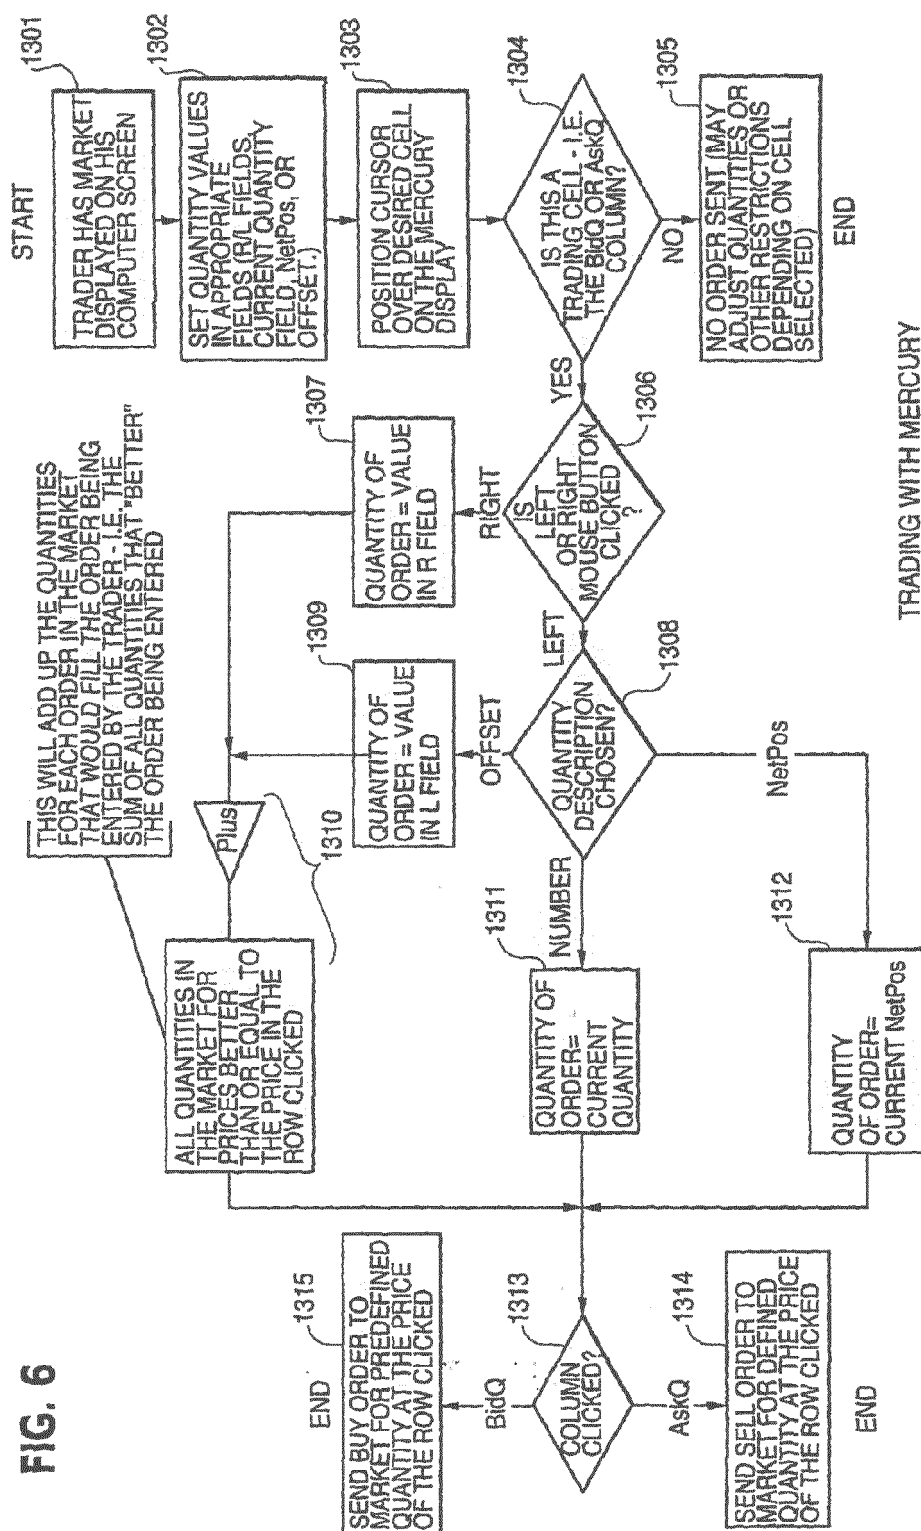 START
1301
TRADER HAS MARKET
DISPLAYED ON HIS
COMPUTER SCREEN
1302
SET QUANTITY VALUES
IN APPROPRIATE
FIELDS (R/L FIELDS,
CURRENT QUANTITY
FIELD, NetPos, OR
OFFSET.)
1303
POSITION CURSOR
OVER DESIRED CELL
ON THE MERCURY
DISPLAY
1304
IS THIS A
TRADING CELL - I.E.
THE BidQ OR AskQ
COLUMN?
NO
1305
NO ORDER SENT (MAY
ADJUST QUANTITIES OR
OTHER RESTRICTIONS
DEPENDING ON CELL
SELECTED)
END
YES
1306
IS
LEFT
OR RIGHT
MOUSE BUTTON
CLICKED
?
RIGHT
1307
QUANTITY OF
ORDER = VALUE
IN R FIELD
LEFT
1308
QUANTITY
DESCRIPTION
CHOSEN?
OFFSET
1309
QUANTITY OF
ORDER = VALUE
IN L FIELD
Plus
1310
ALL QUANTITIES IN
THE MARKET FOR
PRICES BETTER
THAN OR EQUAL TO
THE PRICE IN THE
ROW CLICKED
THIS WILL ADD UP THE QUANTITIES
FOR EACH ORDER IN THE MARKET
THAT WOULD FILL THE ORDER BEING
ENTERED BY THE TRADER - I.E. THE
SUM OF ALL QUANTITIES THAT "BETTER"
THE ORDER BEING ENTERED
NUMBER
1311
QUANTITY OF
ORDER=
CURRENT
QUANTITY
NetPos
1312
QUANTITY
OF ORDER=
CURRENT NetPos
1313
COLUMN
CLICKED?
AskQ
1314
SEND SELL ORDER TO
MARKET FOR DEFINED
QUANTITY AT THE PRICE
OF THE ROW CLICKED
END
BidQ
1315
SEND BUY ORDER TO
MARKET FOR PREDEFINED
QUANTITY AT THE PRICE
OF THE ROW CLICKED
END
TRADING WITH MERCURY
FIG. 6